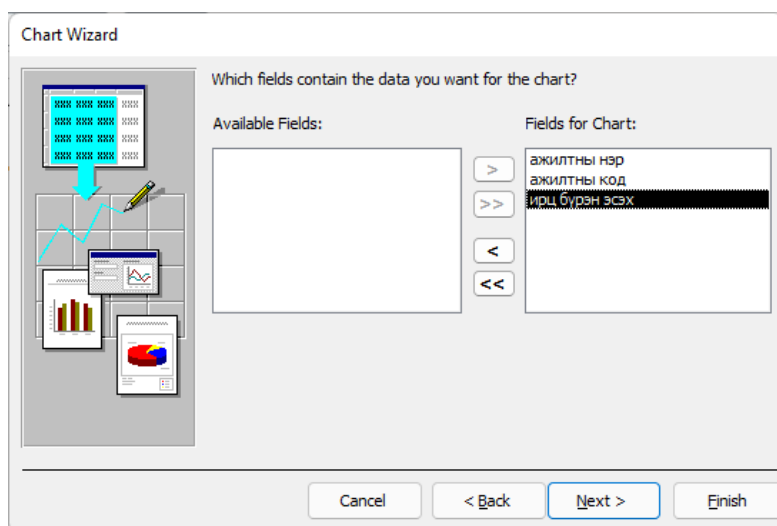 Chart Wizard
Which fields contain the data you want for the chart?
Available Fields:
Fields for Chart:
ажилтны нэр
ажилтны код
ирц бүрэн эсэх
>
>>
<
<<
Cancel
< Back
Next >
Finish